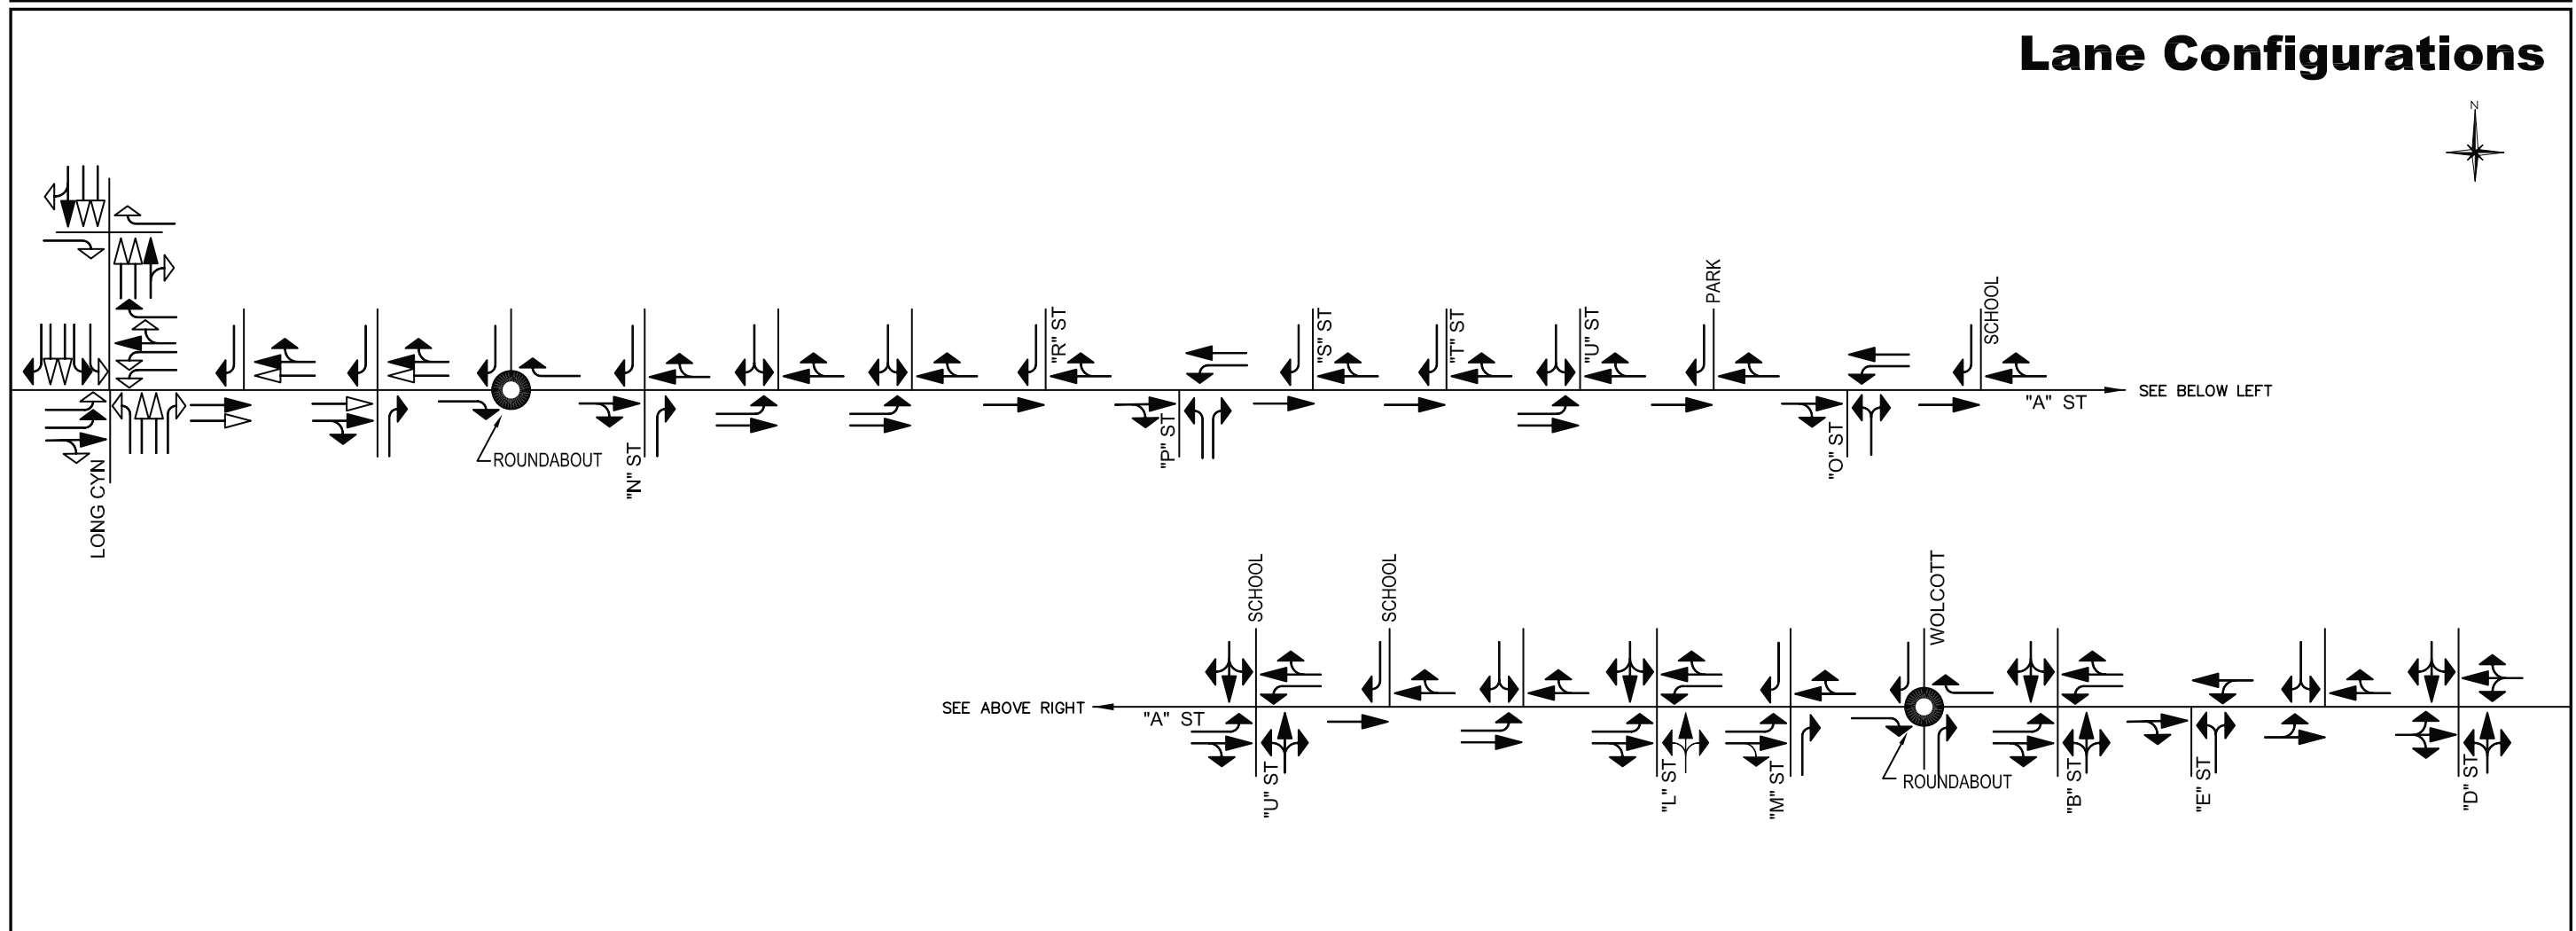 Lane Configurations
N
PARK
SCHOOL
"R" ST
"S" ST
"T" ST
"U" ST
SEE BELOW LEFT
"A" ST
"P" ST
"O" ST
ROUNDABOUT
"N" ST
LONG CYN
SCHOOL
SCHOOL
WOLCOTT
SEE ABOVE RIGHT
"A" ST
"U" ST
"L" ST
"M" ST
ROUNDABOUT
"B" ST
"E" ST
"D" ST